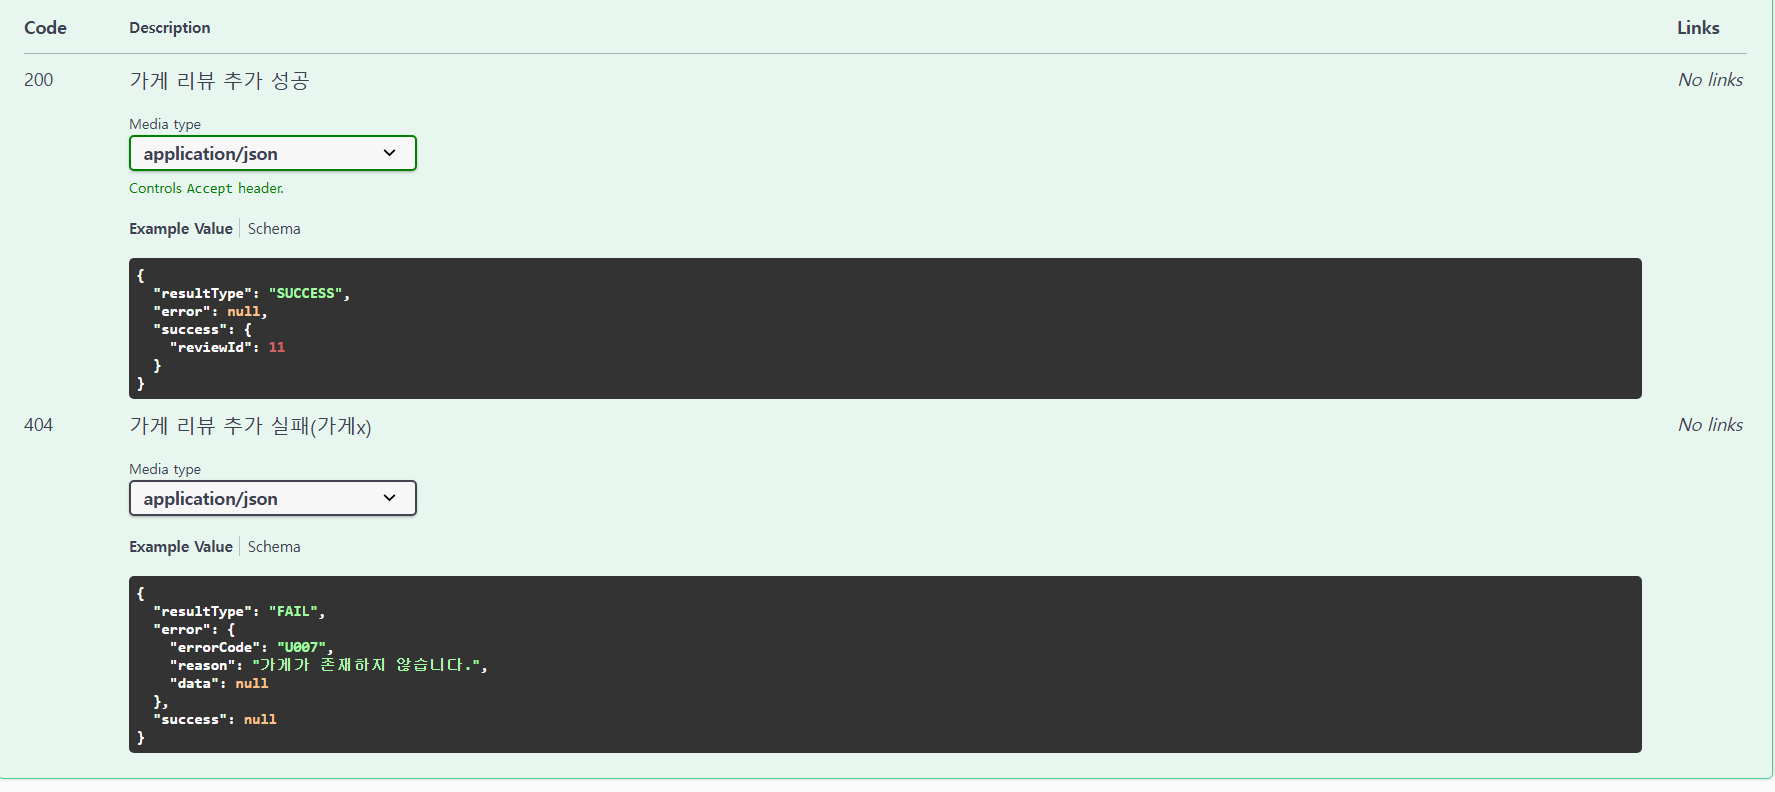 Code Description Links
200 가게 리뷰 추가 성공 No links
Media type
application/json
Controls Accept header.
Example Value Schema
{
"resultType": "SUCCESS",
"error": null,
"success": {
"reviewId": 11
}
}
404 가게 리뷰 추가 실패(가게x) No links
Media type
application/json
Example Value Schema
{
"resultType": "FAIL",
"error": {
"errorCode": "U007",
"reason": "가게가 존재하지 않습니다.",
"data": null
},
"success": null
}